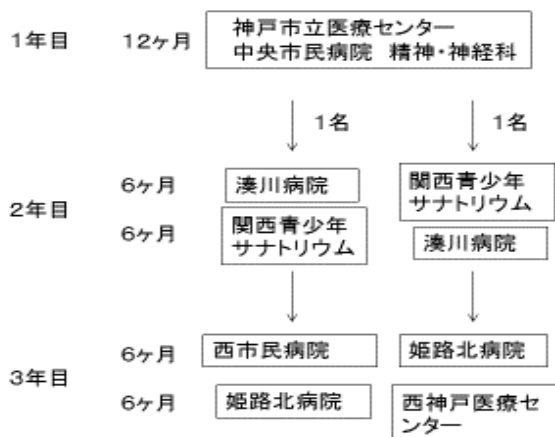 1年目 12ヶ月
神戸市立医療センター
中央市民病院 精神・神経科
1名 1名
2年目
6ヶ月 湊川病院
関西青少年
サナトリウム
6ヶ月 関西青少年
サナトリウム
湊川病院
3年目
6ヶ月 西市民病院 姫路北病院
6ヶ月 姫路北病院
西神戸医療セ
ンター